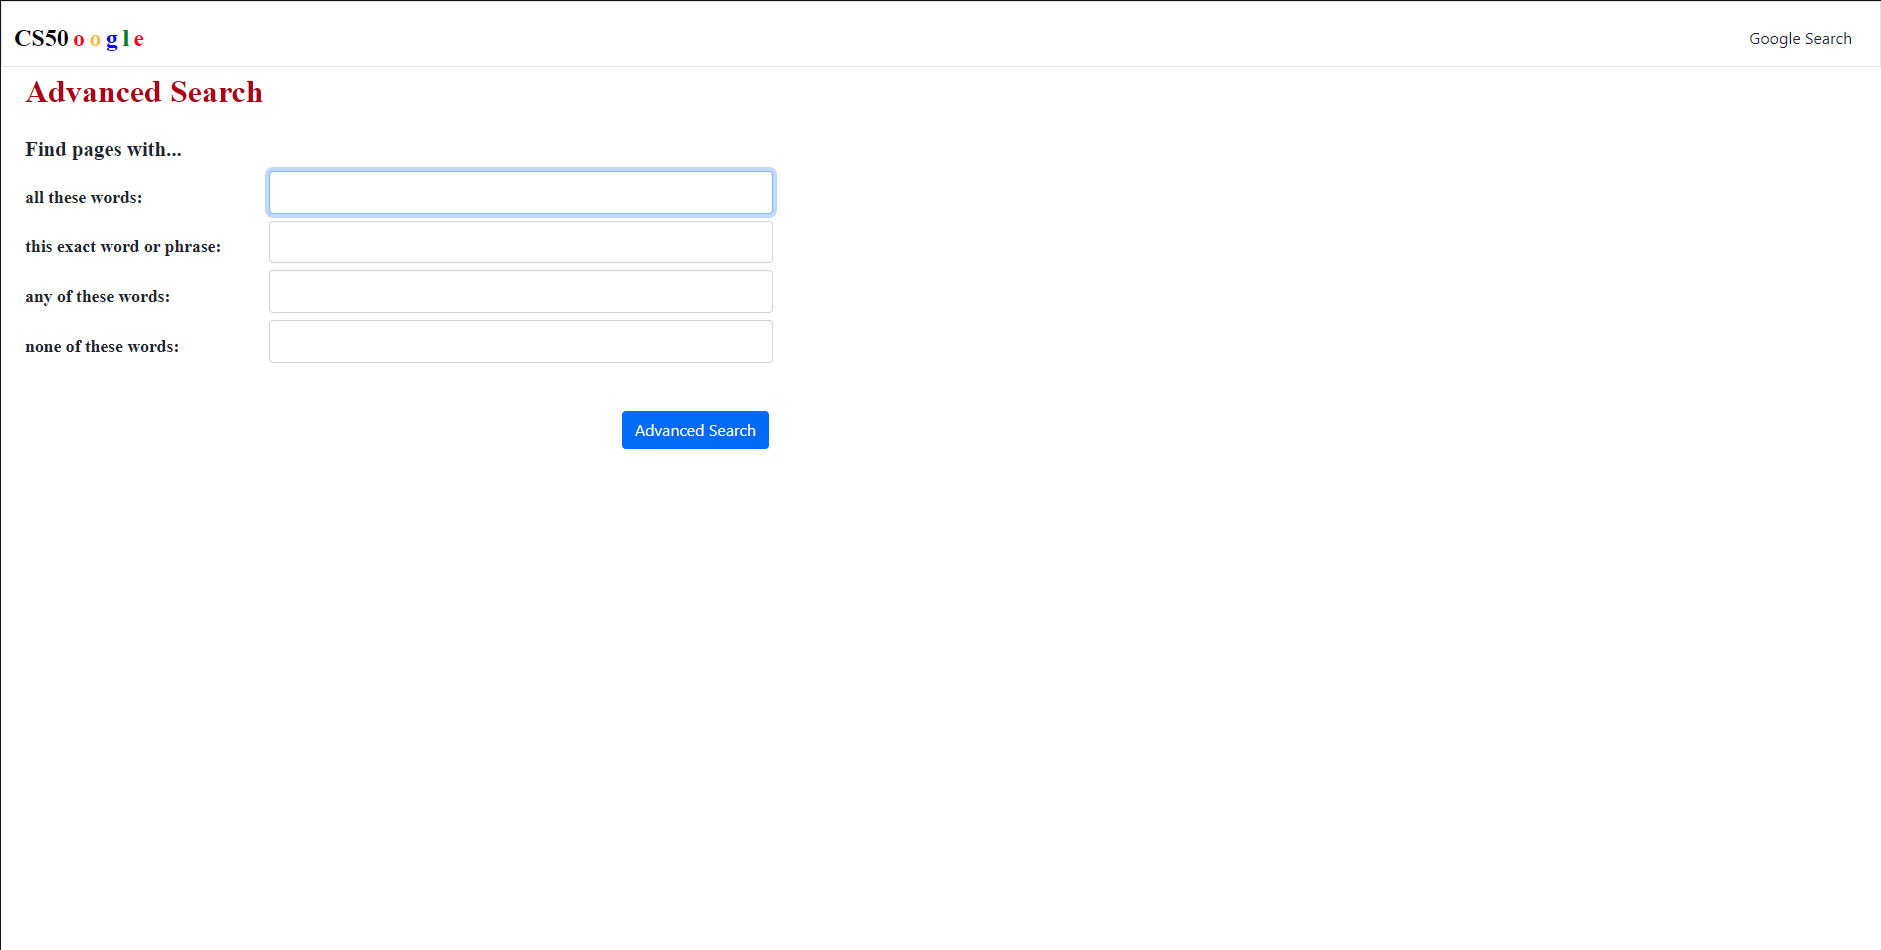 CS50 o o g l e
Google Search
Advanced Search
Find pages with...
all these words:
this exact word or phrase:
any of these words:
none of these words:
Advanced Search